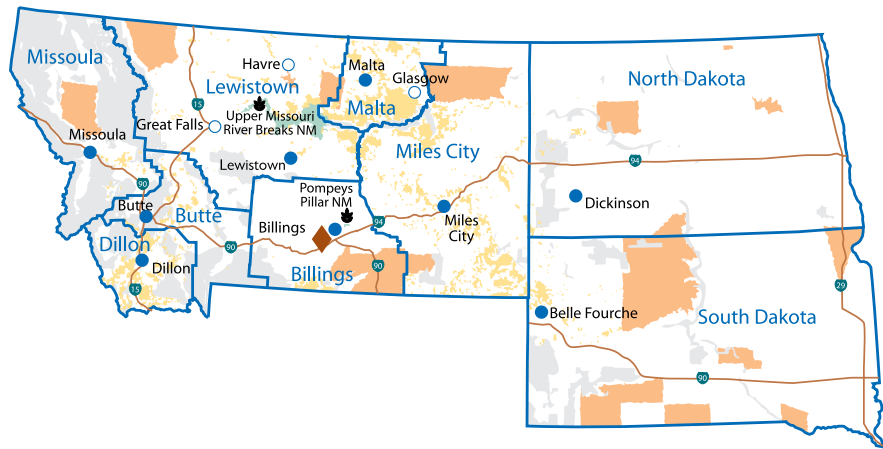 Missoula
Havre
Malta
Lewistown
Glasgow
North Dakota
15
Malta
Upper Missouri
River Breaks NM
Great Falls
Missoula
Miles City
Lewistown
94
90
Pompeys
Pillar NM
Dickinson
Butte
Butte
94
Miles
City
Billings
Dillon
90
Dillon
90
Billings
15
29
Belle Fourche
South Dakota
90